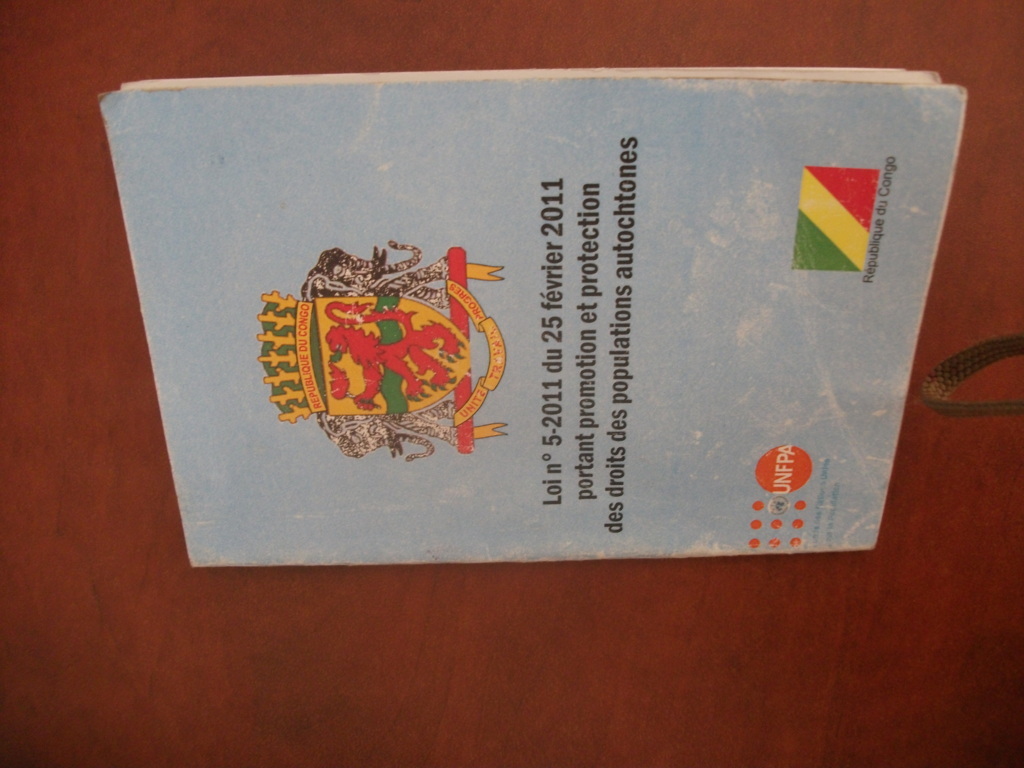 REPUBLIQUE DU CONGO
UNITÉ TRAVAIL PROGRES
Loi n° 5-2011 du 25 février 2011
portant promotion et protection
des droits des populations autochtones
UNFPA
République du Congo